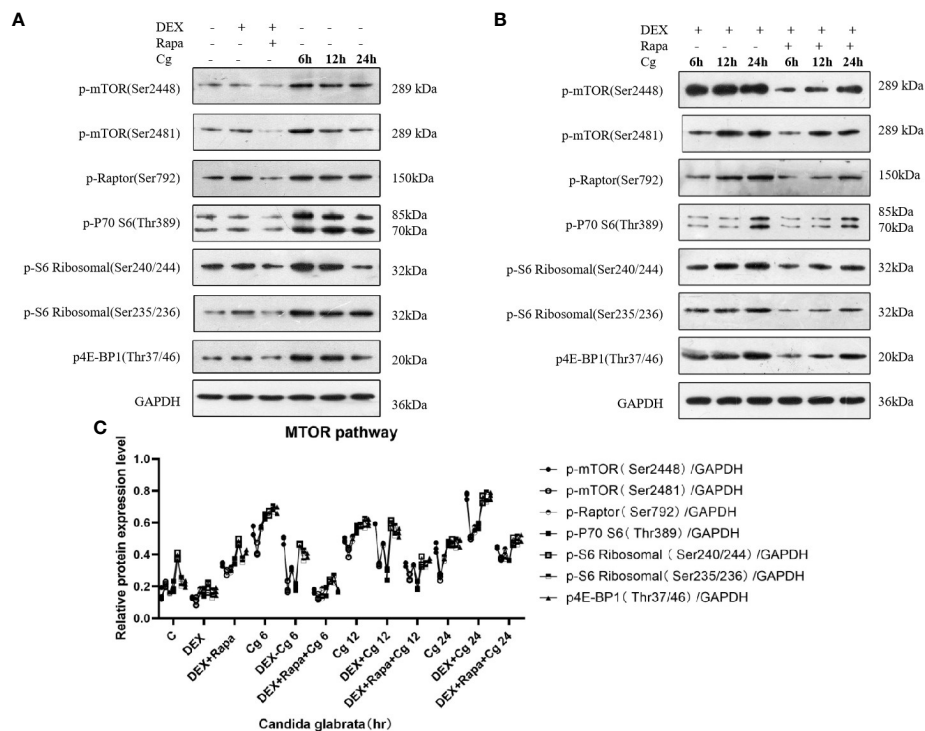 A
DEX - + + - - -
Rapa - - + - - -
Cg - - - 6h 12h 24h
p-mTOR(Ser2448) 289 kDa
p-mTOR(Ser2481) 289 kDa
p-Raptor(Ser792) 150kDa
p-P70 S6(Thr389) 85kDa
70kDa
p-S6 Ribosomal(Ser240/244) 32kDa
p-S6 Ribosomal(Ser235/236) 32kDa
p4E-BP1(Thr37/46) 20kDa
GAPDH 36kDa
B
DEX + + + + + +
Rapa - - - + + +
Cg 6h 12h 24h 6h 12h 24h
p-mTOR(Ser2448) 289 kDa
p-mTOR(Ser2481) 289 kDa
p-Raptor(Ser792) 150kDa
p-P70 S6(Thr389) 85kDa
70kDa
p-S6 Ribosomal(Ser240/244) 32kDa
p-S6 Ribosomal(Ser235/236) 32kDa
p4E-BP1(Thr37/46) 20kDa
GAPDH 36kDa
C
MTOR pathway
Relative protein expression level
1.0
0.8
0.6
0.4
0.2
0.0
C
DEX
DEX+Rapa
Cg 6
DEX-Cg 6
DEX+Rapa+Cg 6
Cg 12
DEX+Cg 12
DEX+Rapa+Cg 12
Cg 24
DEX+Cg 24
DEX+Rapa+Cg 24
Candida glabrata(hr)
p-mTOR(Ser2448)/GAPDH
p-mTOR(Ser2481)/GAPDH
p-Raptor(Ser792)/GAPDH
p-P70 S6(Thr389)/GAPDH
p-S6 Ribosomal(Ser240/244)/GAPDH
p-S6 Ribosomal(Ser235/236)/GAPDH
p4E-BP1(Thr37/46)/GAPDH